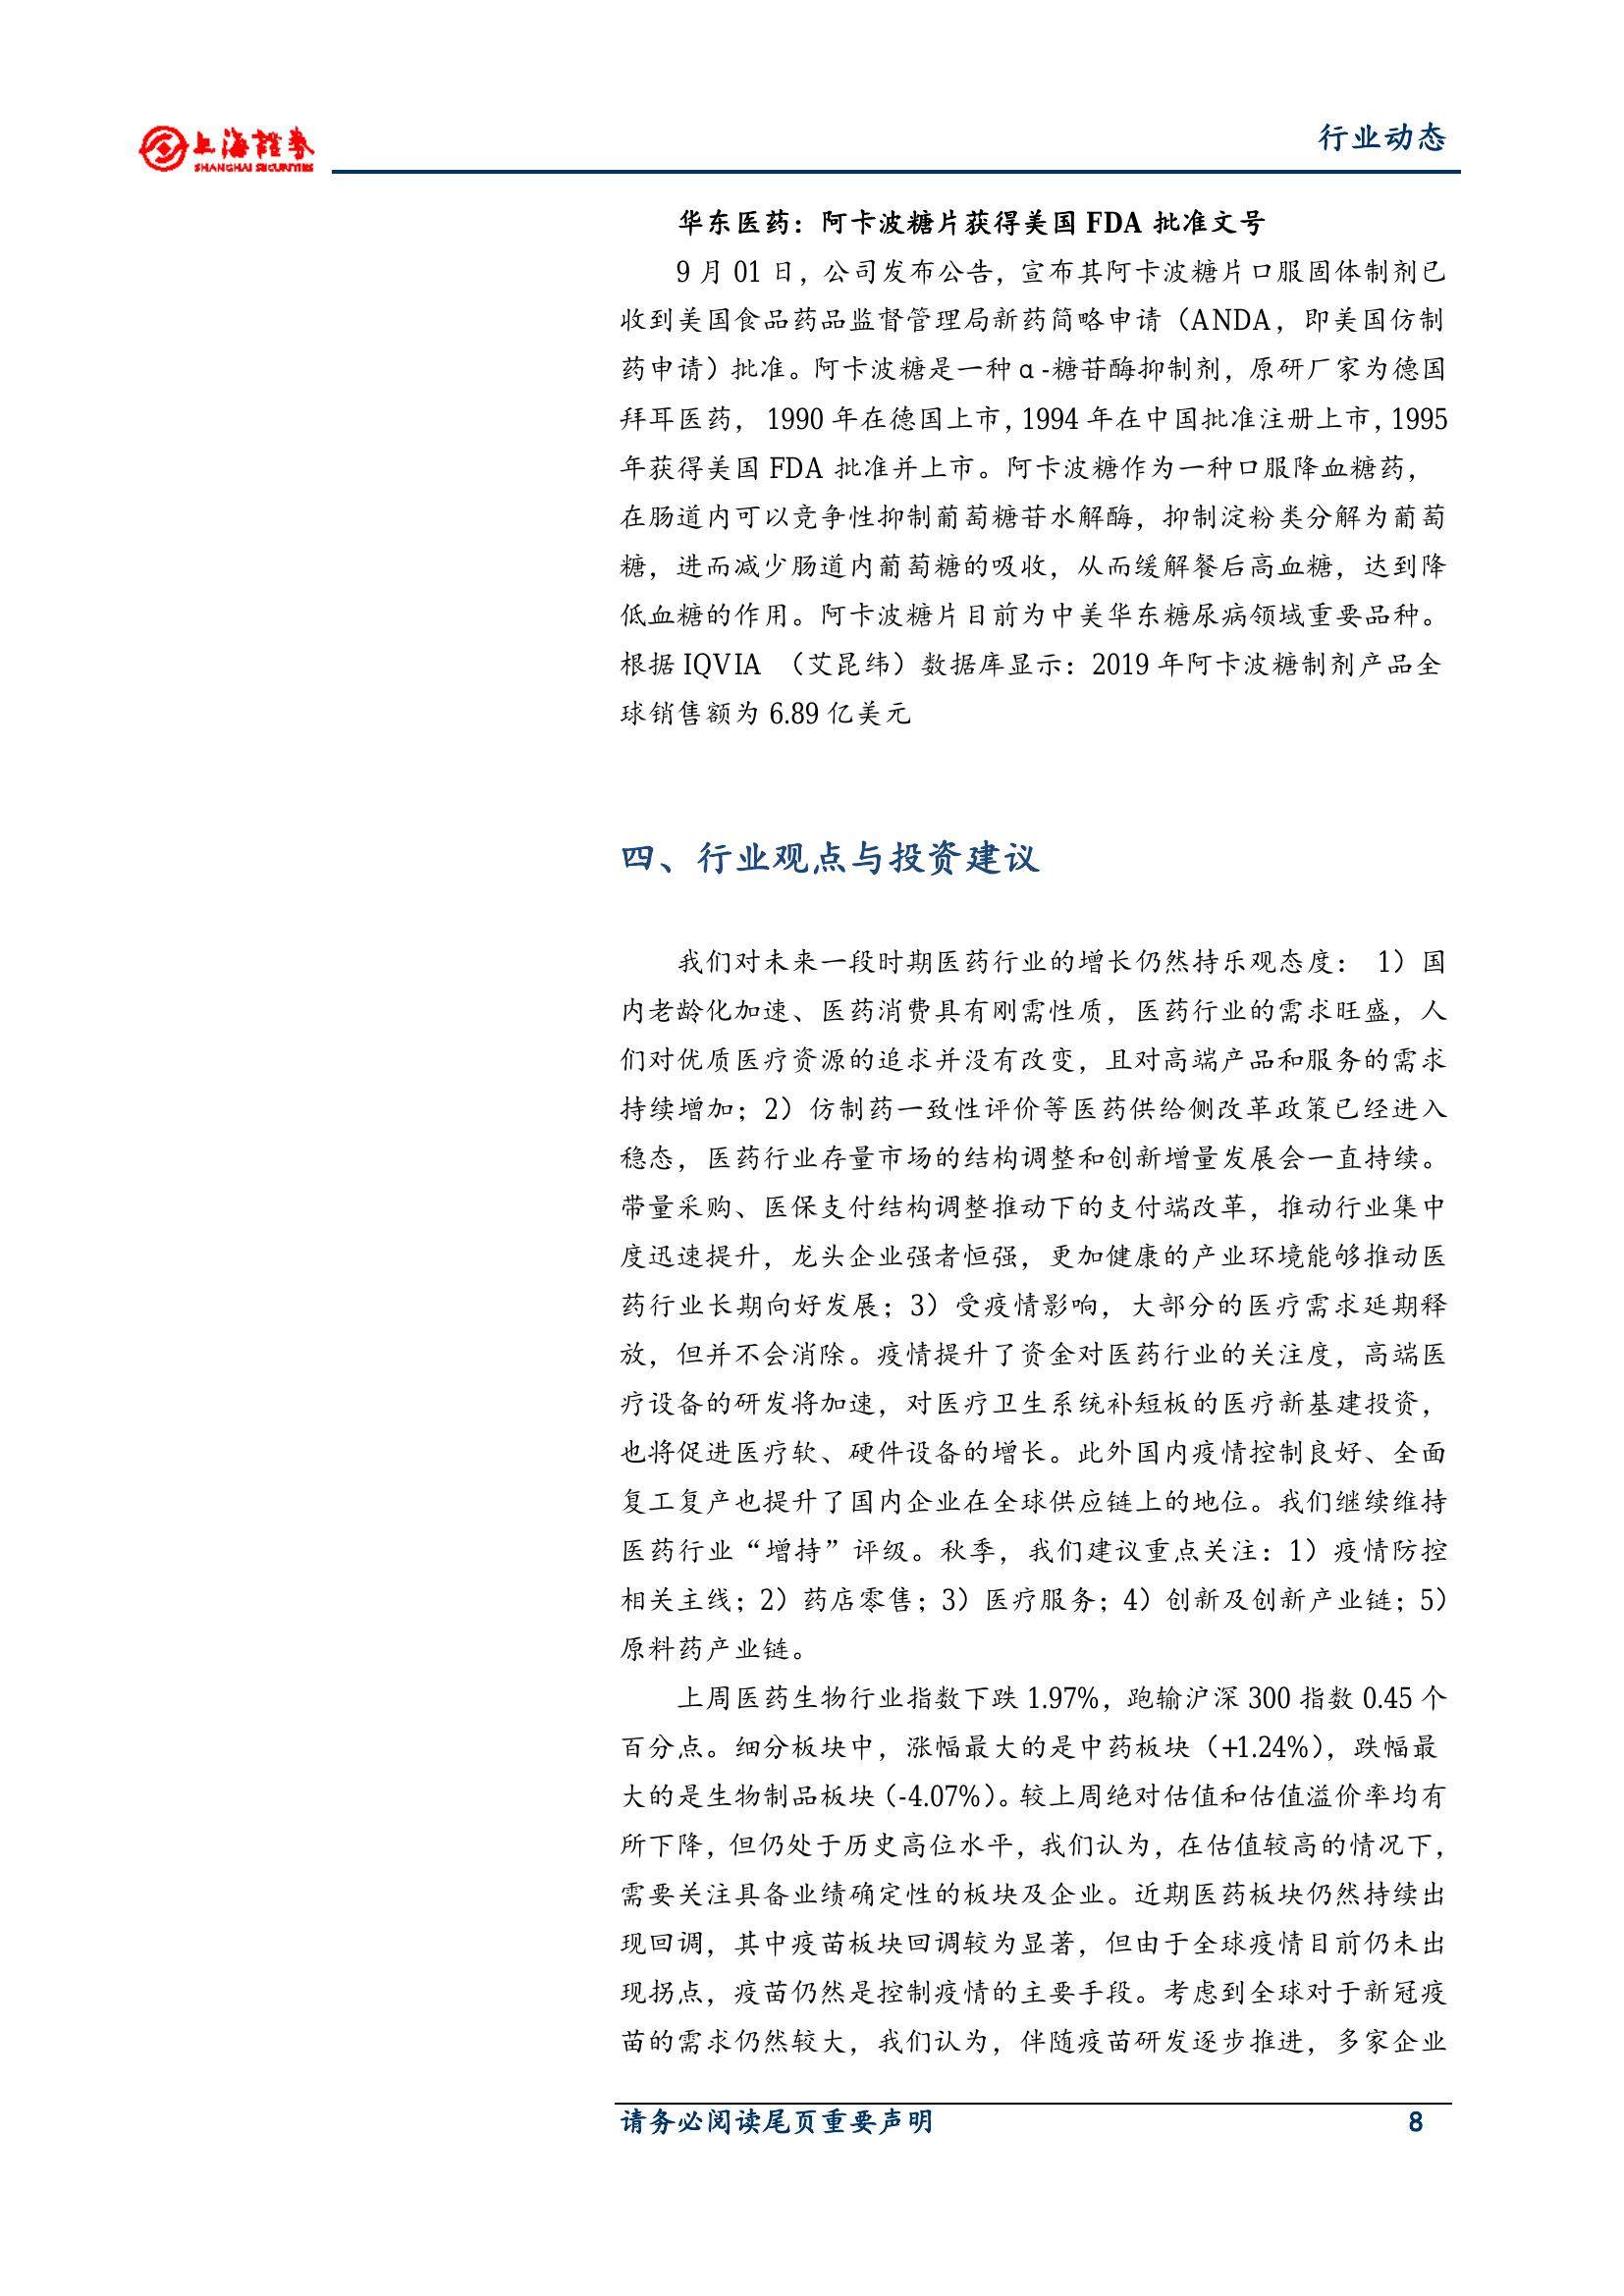 上海證券
SHANGHAI SECURITIES
行业动态
华东医药：阿卡波糖片获得美国 FDA 批准文号
9 月 01 日，公司发布公告，宣布其阿卡波糖片口服固体制剂已
收到美国食品药品监督管理局新药简略申请（ANDA，即美国仿制
药申请）批准。阿卡波糖是一种α-糖苷酶抑制剂，原研厂家为德国
拜耳医药， 1990 年在德国上市，1994 年在中国批准注册上市，1995
年获得美国 FDA 批准并上市。阿卡波糖作为一种口服降血糖药，
在肠道内可以竞争性抑制葡萄糖苷水解酶，抑制淀粉类分解为葡萄
糖，进而减少肠道内葡萄糖的吸收，从而缓解餐后高血糖，达到降
低血糖的作用。阿卡波糖片目前为中美华东糖尿病领域重要品种。
根据 IQVIA （艾昆纬）数据库显示：2019 年阿卡波糖制剂产品全
球销售额为 6.89 亿美元
四、行业观点与投资建议
我们对未来一段时期医药行业的增长仍然持乐观态度： 1）国
内老龄化加速、医药消费具有刚需性质，医药行业的需求旺盛，人
们对优质医疗资源的追求并没有改变，且对高端产品和服务的需求
持续增加；2）仿制药一致性评价等医药供给侧改革政策已经进入
稳态，医药行业存量市场的结构调整和创新增量发展会一直持续。
带量采购、医保支付结构调整推动下的支付端改革，推动行业集中
度迅速提升，龙头企业强者恒强，更加健康的产业环境能够推动医
药行业长期向好发展；3）受疫情影响，大部分的医疗需求延期释
放，但并不会消除。疫情提升了资金对医药行业的关注度，高端医
疗设备的研发将加速，对医疗卫生系统补短板的医疗新基建投资，
也将促进医疗软、硬件设备的增长。此外国内疫情控制良好、全面
复工复产也提升了国内企业在全球供应链上的地位。我们继续维持
医药行业“增持”评级。秋季，我们建议重点关注：1）疫情防控
相关主线；2）药店零售；3）医疗服务；4）创新及创新产业链；5）
原料药产业链。
上周医药生物行业指数下跌 1.97%，跑输沪深 300 指数 0.45 个
百分点。细分板块中，涨幅最大的是中药板块（+1.24%），跌幅最
大的是生物制品板块（-4.07%）。较上周绝对估值和估值溢价率均有
所下降，但仍处于历史高位水平，我们认为，在估值较高的情况下，
需要关注具备业绩确定性的板块及企业。近期医药板块仍然持续出
现回调，其中疫苗板块回调较为显著，但由于全球疫情目前仍未出
现拐点，疫苗仍然是控制疫情的主要手段。考虑到全球对于新冠疫
苗的需求仍然较大，我们认为，伴随疫苗研发逐步推进，多家企业
请务必阅读尾页重要声明 8